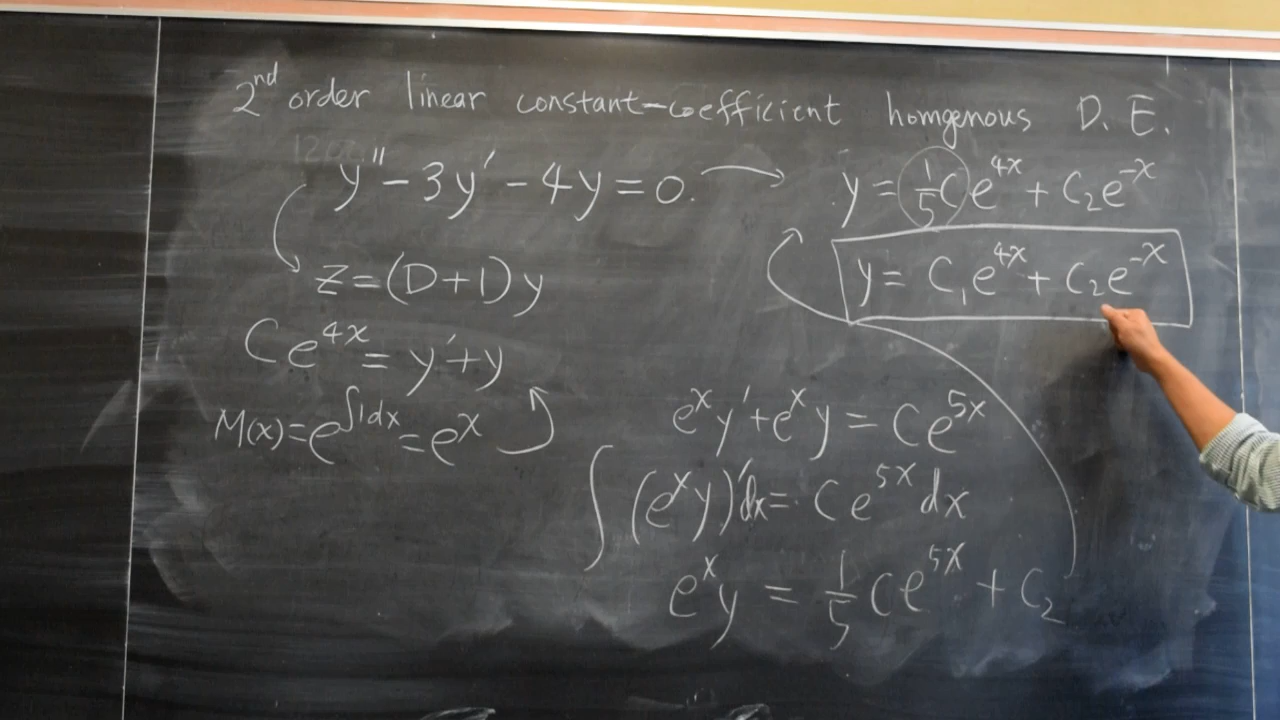 2nd order linear constant-coefficient homgenous D. E.
y'' - 3y' - 4y = 0.
z = (D+1)y
Ce^{4x} = y' + y
M(x) = e^{∫1dx} = e^x
y = 1/5 Ce^{4x} + C₂e^{-x}
y = C₁e^{4x} + C₂e^{-x}
e^x y' + e^x y = Ce^{5x}
∫ (e^x y)' dx = Ce^{5x} dx
e^x y = 1/5 Ce^{5x} + C₂